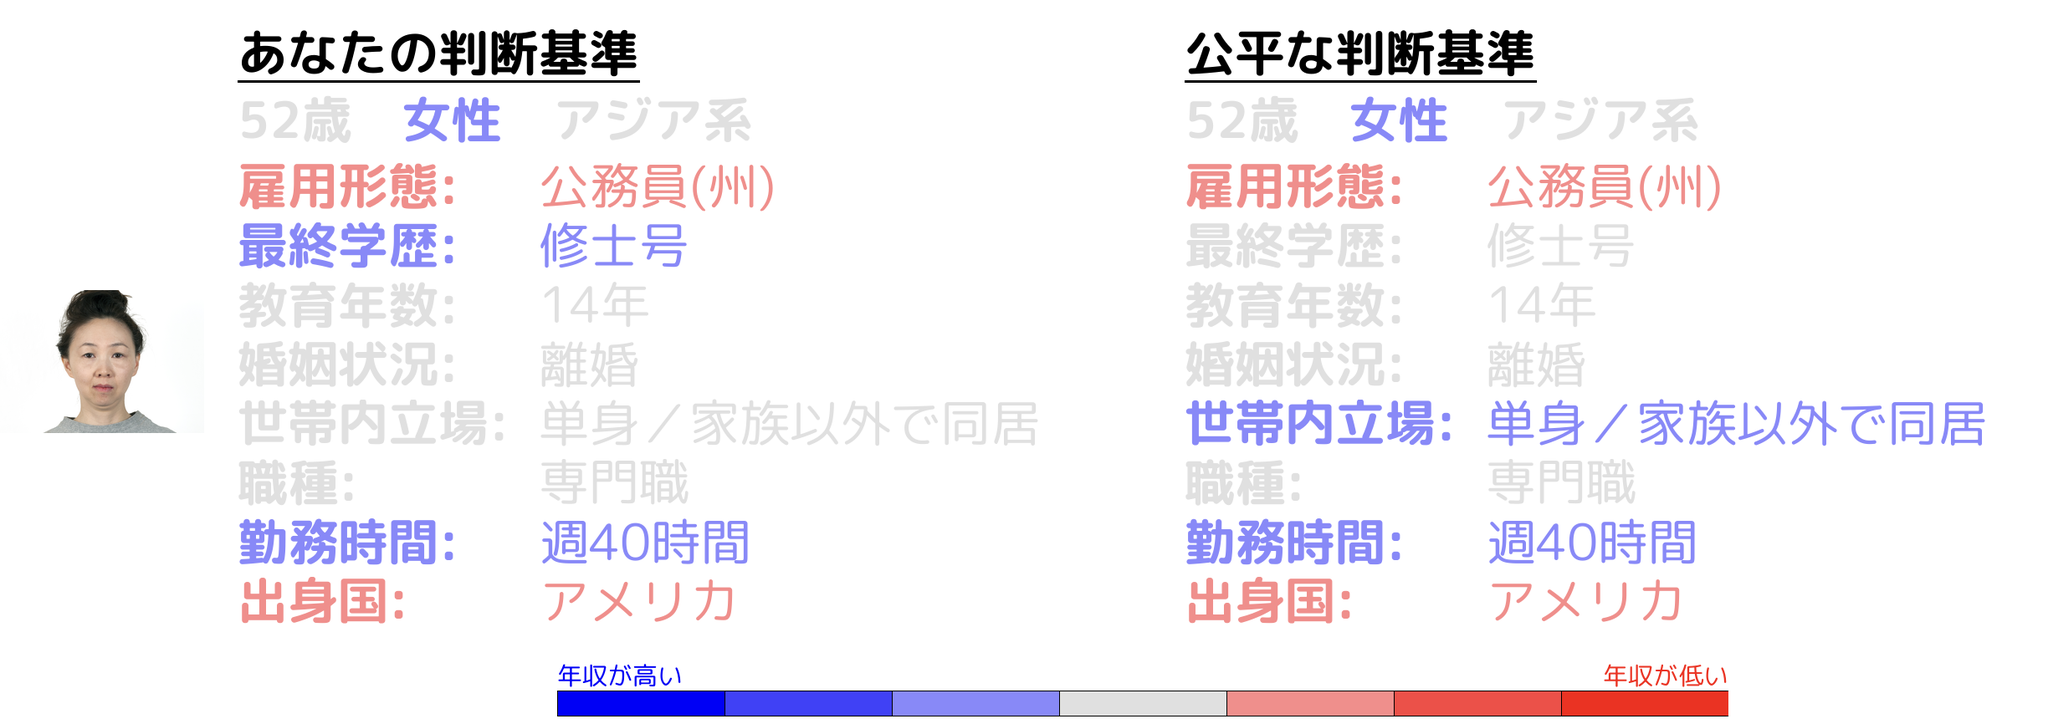 あなたの判断基準
52歳 女性 アジア系
雇用形態: 公務員(州)
最終学歴: 修士号
教育年数: 14年
婚姻状況: 離婚
世帯内立場: 単身／家族以外で同居
職種: 専門職
勤務時間: 週40時間
出身国: アメリカ
公平な判断基準
52歳 女性 アジア系
雇用形態: 公務員(州)
最終学歴: 修士号
教育年数: 14年
婚姻状況: 離婚
世帯内立場: 単身／家族以外で同居
職種: 専門職
勤務時間: 週40時間
出身国: アメリカ
年収が高い
年収が低い